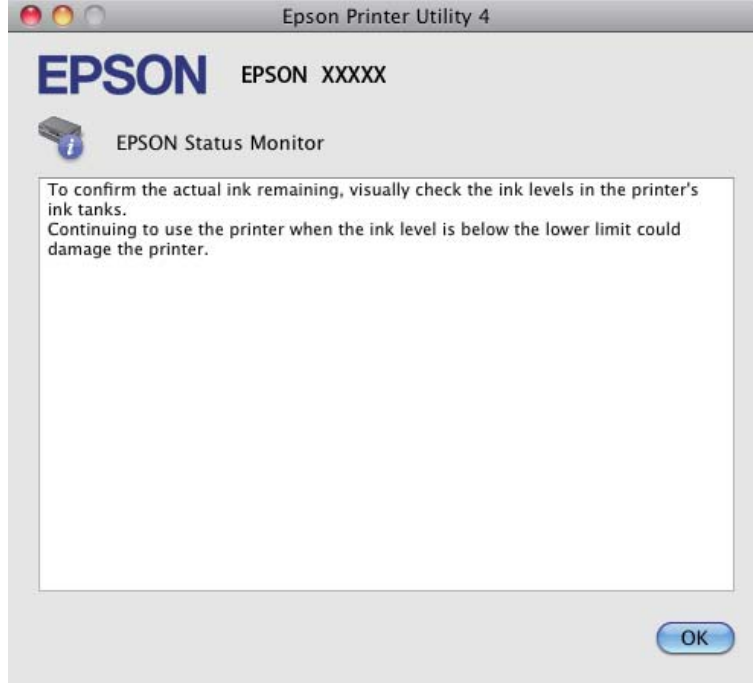 Epson Printer Utility 4
EPSON EPSON XXXXX
EPSON Status Monitor
To confirm the actual ink remaining, visually check the ink levels in the printer's
ink tanks.
Continuing to use the printer when the ink level is below the lower limit could
damage the printer.
OK